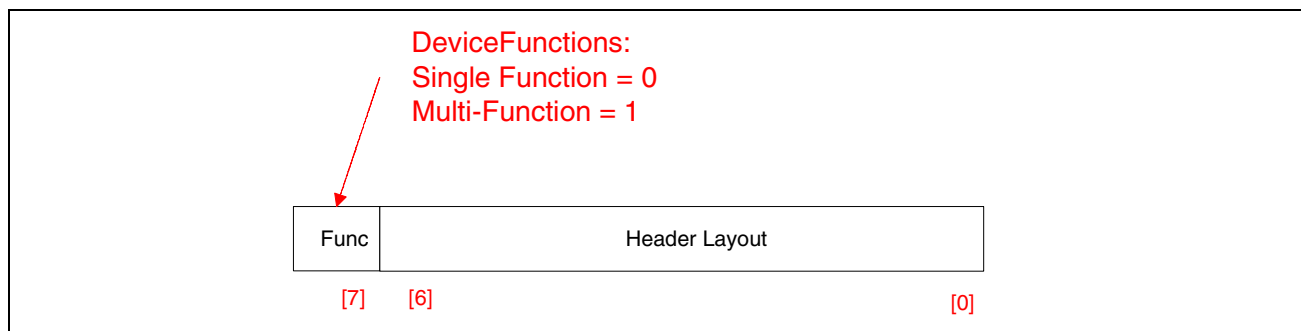 DeviceFunctions:
Single Function = 0
Multi-Function = 1
Func Header Layout
[7] [6] [0]